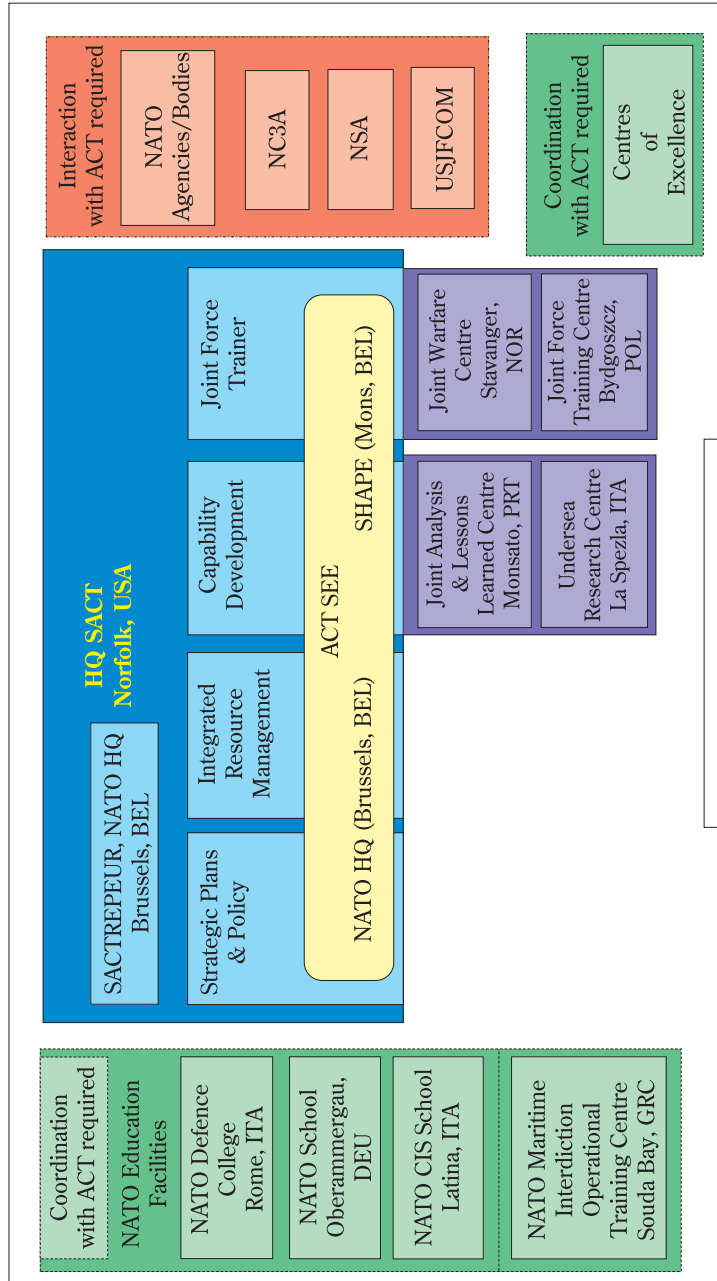 Coordination
with ACT required
NATO Education
Facilities
NATO Defence
College
Rome, ITA
NATO School
Oberammergau,
DEU
NATO CIS School
Latina, ITA
NATO Maritime
Interdiction
Operational
Training Centre
Souda Bay, GRC
HQ SACT
Norfolk, USA
SACTREPEUR, NATO HQ
Brussels, BEL
Strategic Plans
& Policy
Integrated
Resource
Management
Capability
Development
Joint Force
Trainer
ACT SEE
NATO HQ (Brussels, BEL)
SHAPE (Mons, BEL)
Joint Analysis
& Lessons
Learned Centre
Monsato, PRT
Undersea
Research Centre
La Spezla, ITA
Joint Warfare
Centre
Stavanger,
NOR
Joint Force
Training Centre
Bydgoszcz,
POL
Interaction
with ACT required
NATO
Agencies/Bodies
NC3A
NSA
USJFCOM
Coordination
with ACT required
Centres
of
Excellence